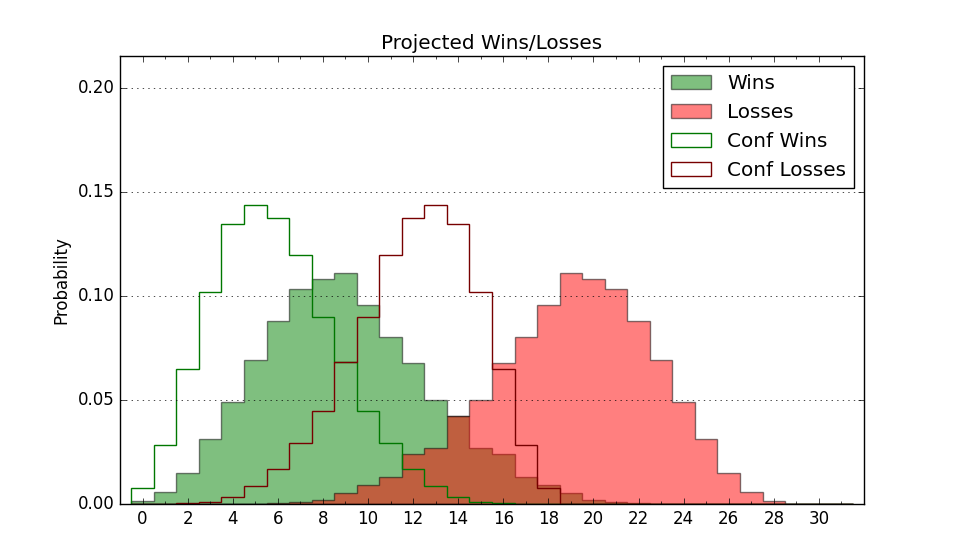 Projected Wins/Losses
Wins
Losses
Conf Wins
Conf Losses
Probability
0.20
0.15
0.10
0.05
0.00
0 2 4 6 8 10 12 14 16 18 20 22 24 26 28 30